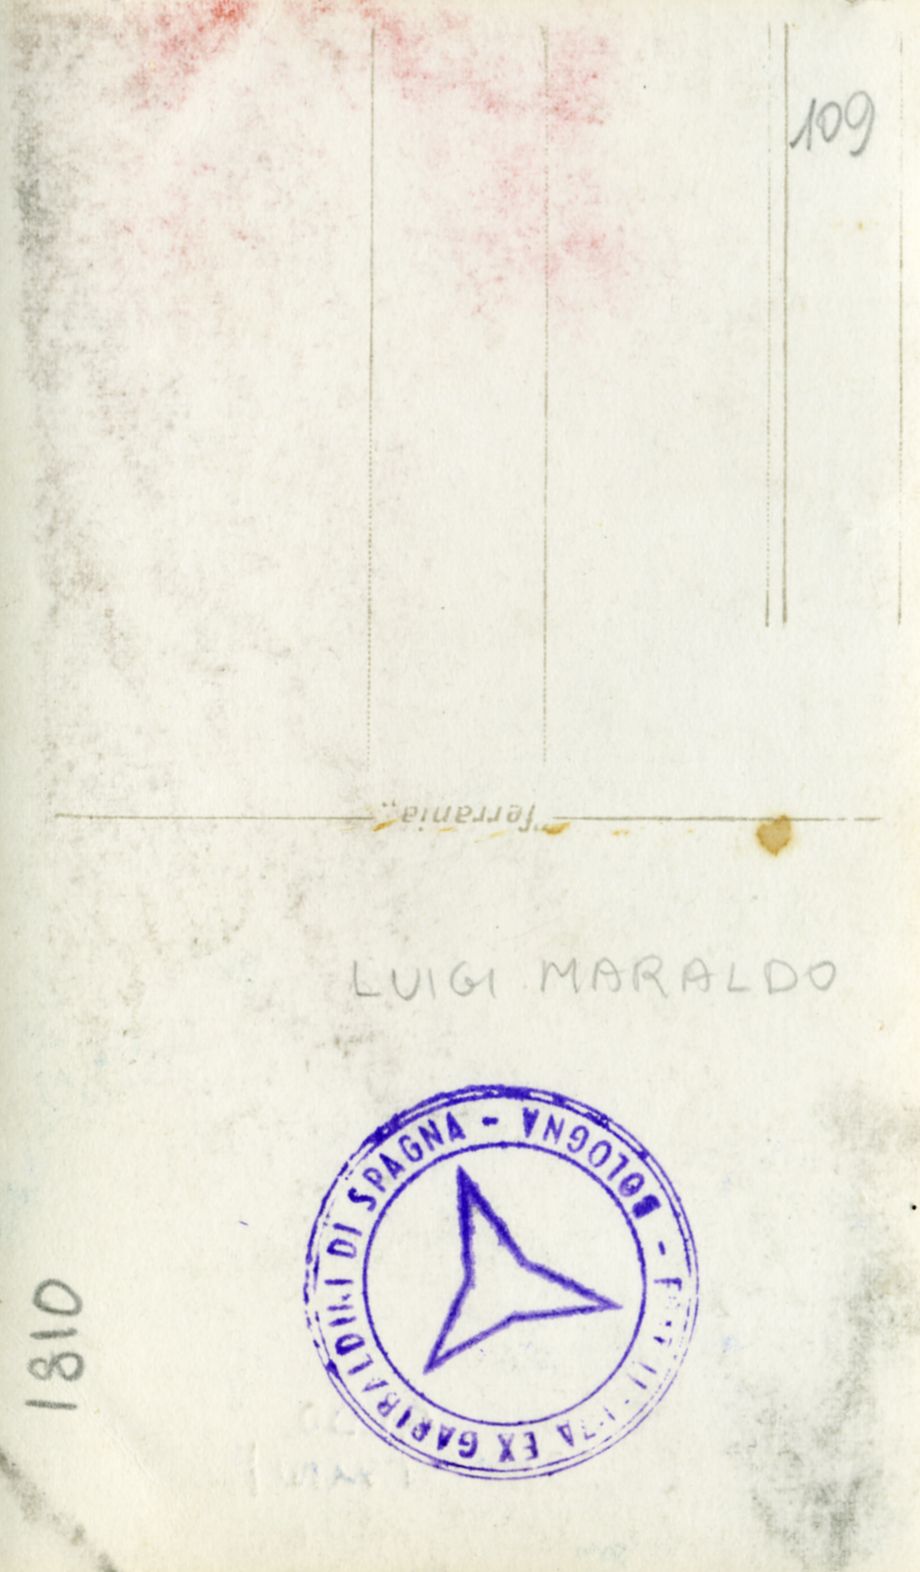 109
"ferrania"
LUIGI MARALDO
EX GARIBALDINI DI SPAGNA - BOLOGNA -
1810